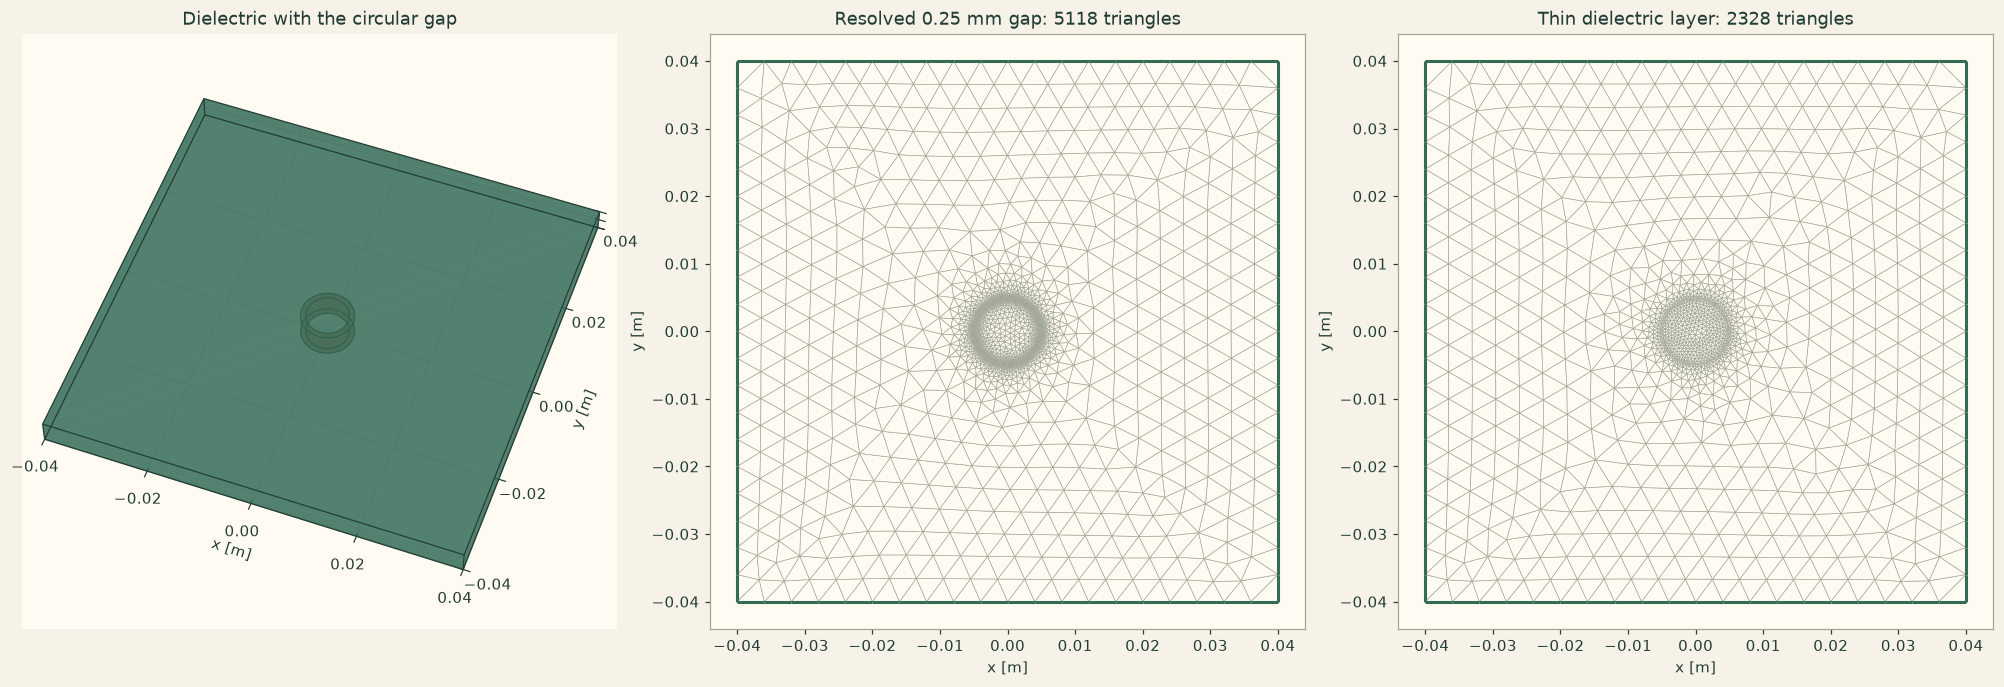 Dielectric with the circular gap
0.04
0.02
0.00
−0.02
−0.04
y [m]
−0.04
−0.02
0.00
0.02
0.04
x [m]
Resolved 0.25 mm gap: 5118 triangles
0.04
0.03
0.02
0.01
0.00
−0.01
−0.02
−0.03
−0.04
y [m]
−0.04 −0.03 −0.02 −0.01 0.00 0.01 0.02 0.03 0.04
x [m]
Thin dielectric layer: 2328 triangles
0.04
0.03
0.02
0.01
0.00
−0.01
−0.02
−0.03
−0.04
y [m]
−0.04 −0.03 −0.02 −0.01 0.00 0.01 0.02 0.03 0.04
x [m]